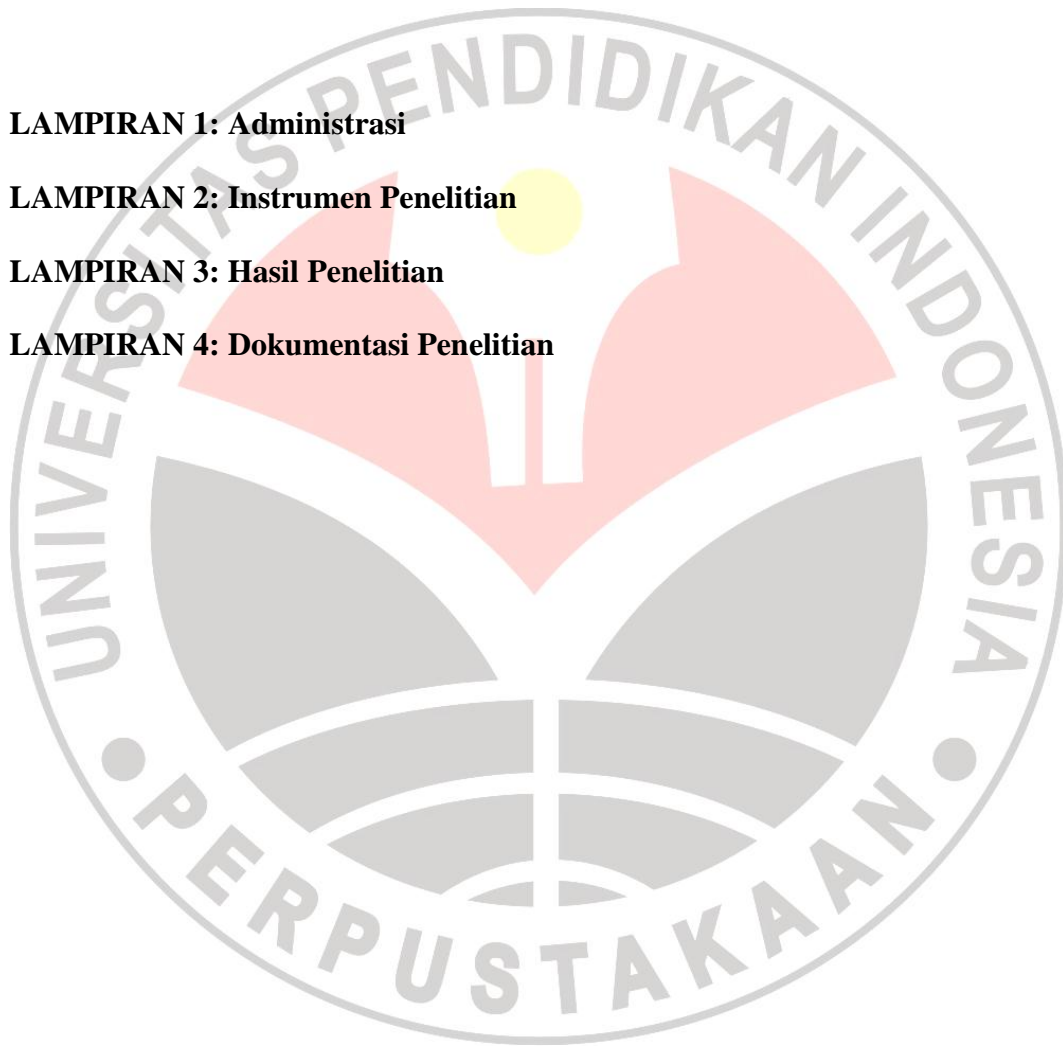 LAMPIRAN 1: Administrasi
LAMPIRAN 2: Instrumen Penelitian
LAMPIRAN 3: Hasil Penelitian
LAMPIRAN 4: Dokumentasi Penelitian
UNIVERSITAS PENDIDIKAN INDONESIA
PERPUSTAKAAN